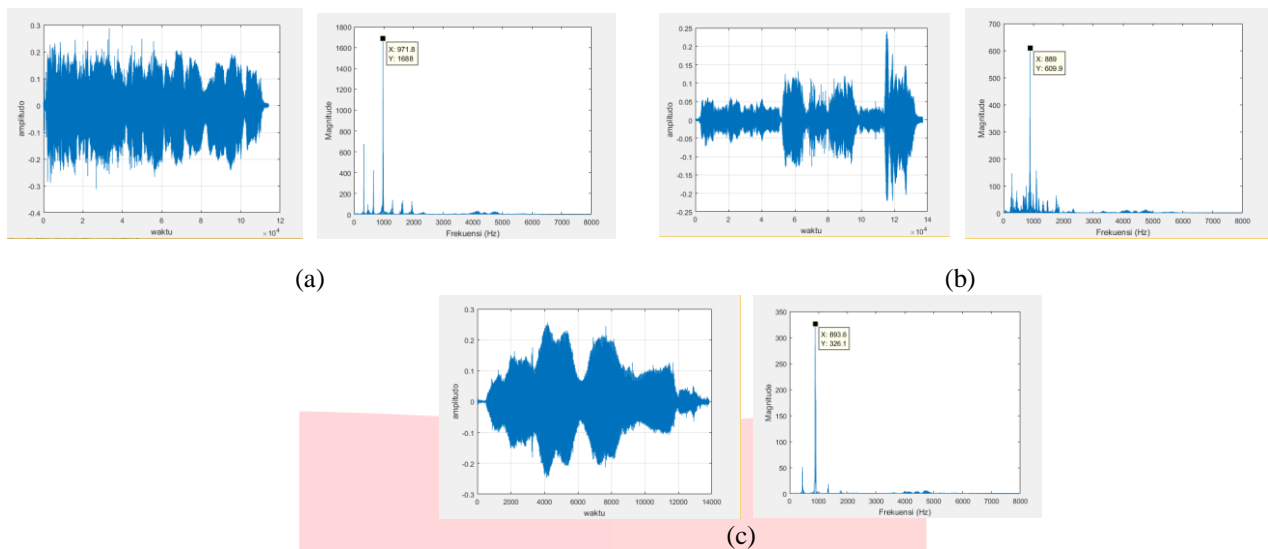 0.3
0.2
0.1
0
-0.1
-0.2
-0.3
-0.4
amplitudo
0 2 4 6 8 10 12
×10⁴
waktu
1800
1600
1400
1200
1000
800
600
400
200
0
Magnitude
X: 971.8
Y: 1688
0 1000 2000 3000 4000 5000 6000 7000 8000
Frekuensi (Hz)
(a)
0.25
0.2
0.15
0.1
0.05
0
-0.05
-0.1
-0.15
-0.2
-0.25
amplitudo
0 2 4 6 8 10 12 14
×10⁴
waktu
700
600
500
400
300
200
100
0
Magnitude
X: 889
Y: 609.9
0 1000 2000 3000 4000 5000 6000 7000 8000
Frekuensi (Hz)
(b)
0.3
0.2
0.1
0
-0.1
-0.2
-0.3
amplitudo
0 2000 4000 6000 8000 10000 12000 14000
waktu
350
300
250
200
150
100
50
0
Magnitude
X: 893.6
Y: 326.1
0 1000 2000 3000 4000 5000 6000 7000 8000
Frekuensi (Hz)
(c)